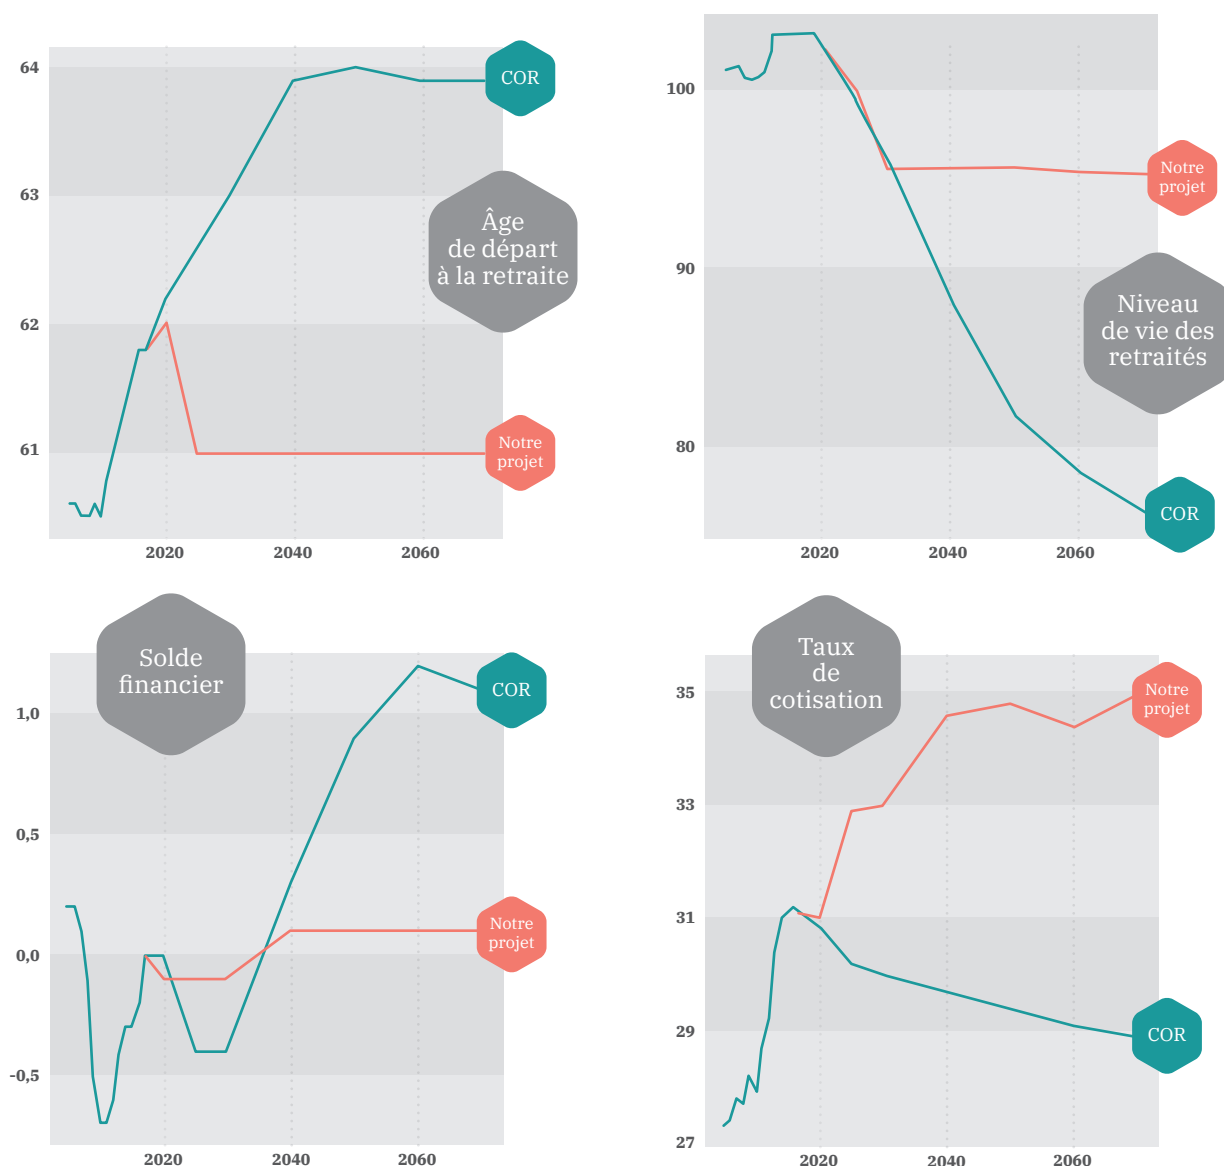 64
63
62
61
COR
Âge
de départ
à la retraite
Notre
projet
2020
2040
2060
100
90
80
Notre
projet
Niveau
de vie des
retraités
COR
2020
2040
2060
Solde
financier
1,0
0,5
0,0
-0,5
COR
Notre
projet
2020
2040
2060
Taux
de
cotisation
35
33
31
29
27
Notre
projet
COR
2020
2040
2060